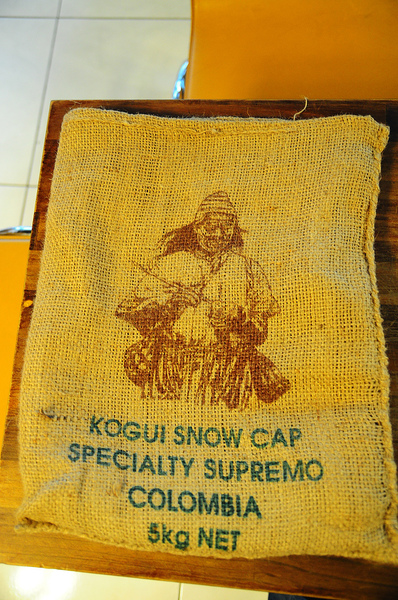 KOGUI SNOW CAP
SPECIALTY SUPREMO
COLOMBIA
5kg NET